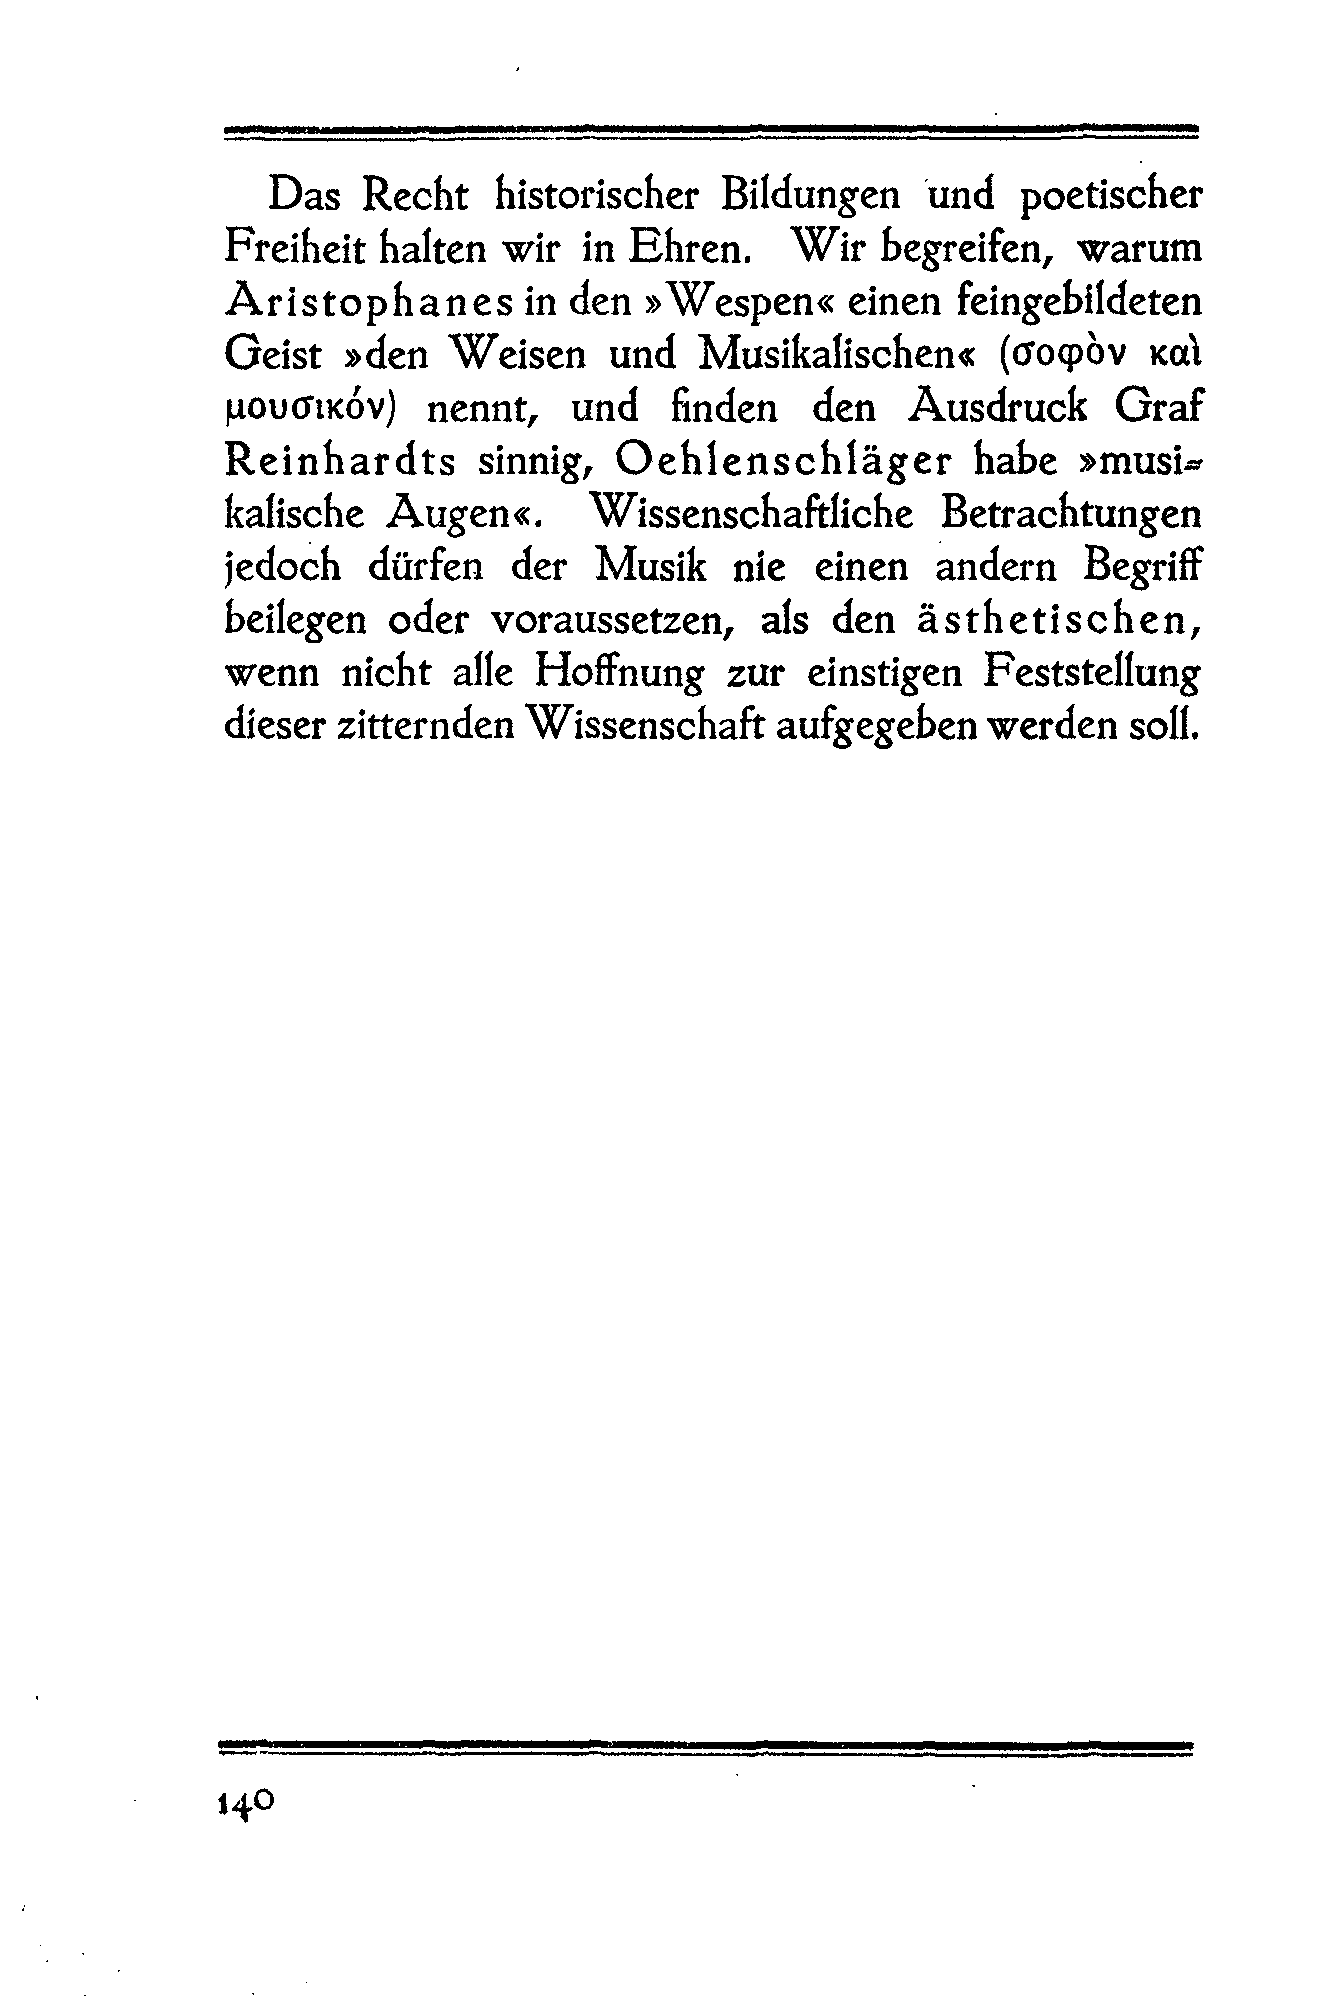 Das Recht historischer Bildungen und poetischer
Freiheit halten wir in Ehren. Wir begreifen, warum
Aristophanes in den »Wespen« einen feingebildeten
Geist »den Weisen und Musikalischen« (σοφὸν καὶ
μουσικόν) nennt, und finden den Ausdruck Graf
Reinhardts sinnig, Oehlenschläger habe »musi-
kalische Augen«. Wissenschaftliche Betrachtungen
jedoch dürfen der Musik nie einen andern Begriff
beilegen oder voraussetzen, als den ästhetischen,
wenn nicht alle Hoffnung zur einstigen Feststellung
dieser zitternden Wissenschaft aufgegeben werden soll.
140